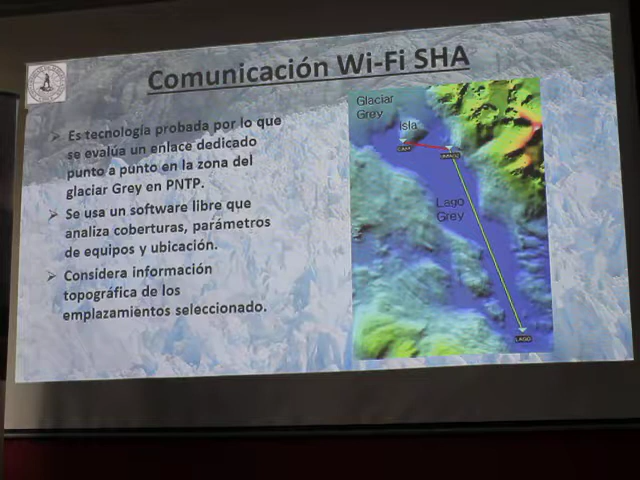 Comunicación Wi-Fi SHA
Es tecnología probada por lo que
se evalúa un enlace dedicado
punto a punto en la zona del
glaciar Grey en PNTP.
Se usa un software libre que
analiza coberturas, parámetros
de equipos y ubicación.
Considera información
topográfica de los
emplazamientos seleccionado.
Glaciar
Grey
Isla
Lago
Grey
LAGO